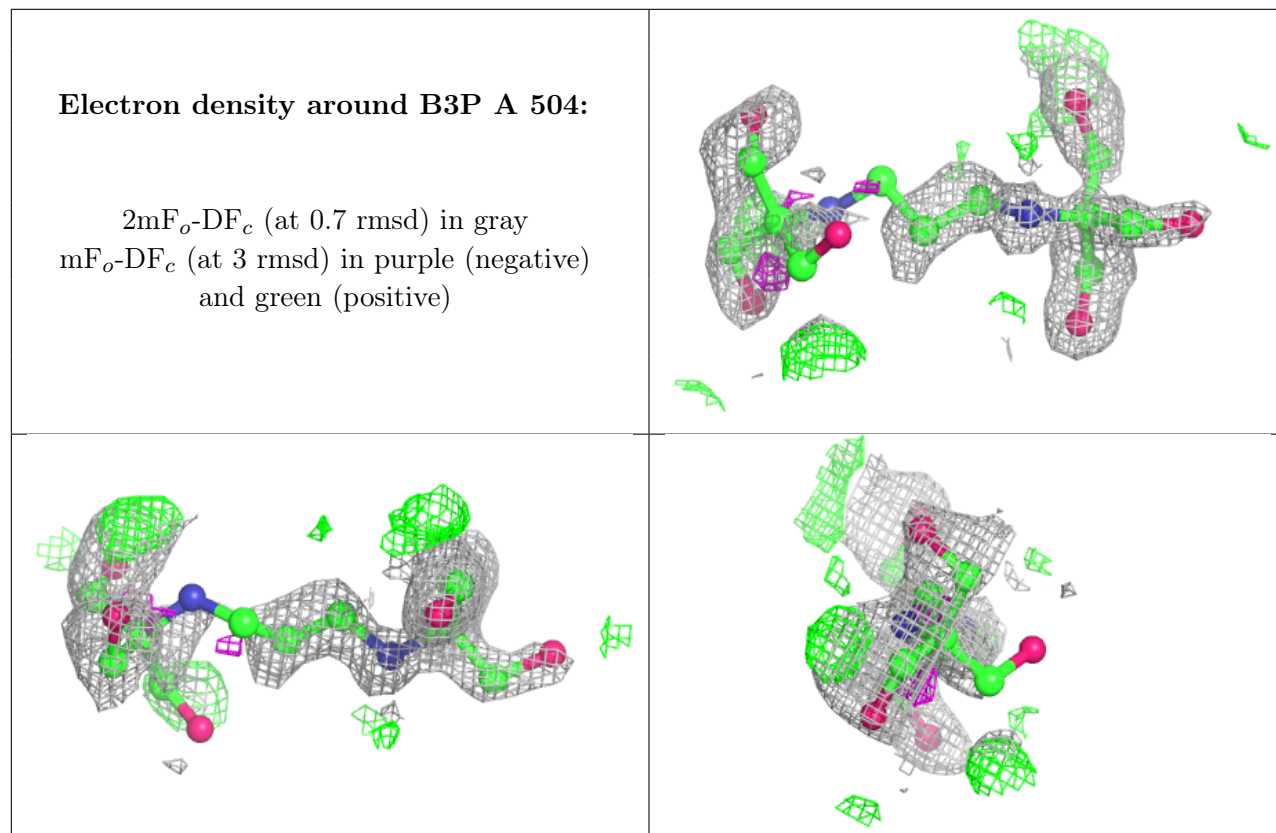 Electron density around B3P A 504:
2mFo-DFc (at 0.7 rmsd) in gray
mFo-DFc (at 3 rmsd) in purple (negative)
and green (positive)